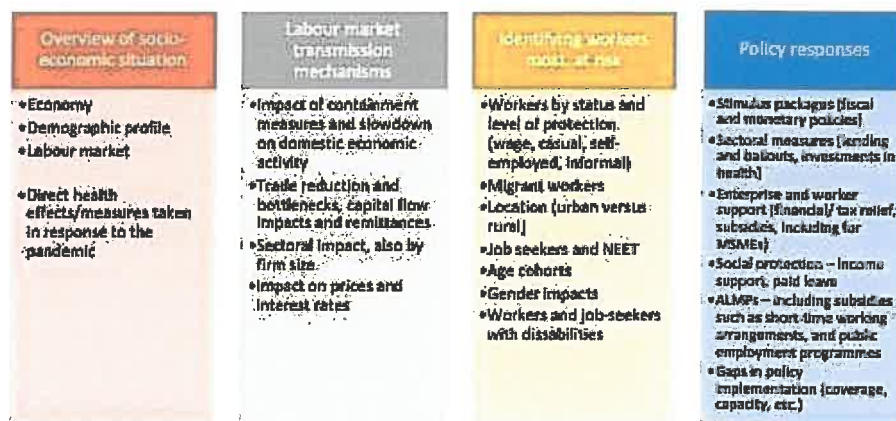 Overview of socio-
economic situation
•Economy
•Demographic profile
•Labour market
•Direct health
effects/measures taken
in response to the
pandemic
Labour market
transmission
mechanisms
•Impact of containment
measures and slowdown
on domestic economic
activity
•Trade reduction and
bottlenecks, capital flow
impacts and remittances
•Sectoral impact, also by
firm size
•Impact on prices and
interest rates
Identifying workers
most at risk
•Workers by status and
level of protection
(wage, casual, self-
employed, informal)
•Migrant workers
•Location (urban versus
rural)
•Job seekers and NEET
•Age cohorts
•Gender impacts
•Workers and job-seekers
with dissabilities
Policy responses
•Stimulus packages (fiscal
and monetary policies)
•Sectoral measures (lending
and bailouts, investments in
health)
•Enterprise and worker
support (financial/ tax relief,
subsidies, including for
MSMEs)
•Social protection – income
support, paid leave
•ALMPs – including subsidies
such as short-time working
arrangements, and public
employment programmes
•Gaps in policy
implementation (coverage,
capacity, etc.)